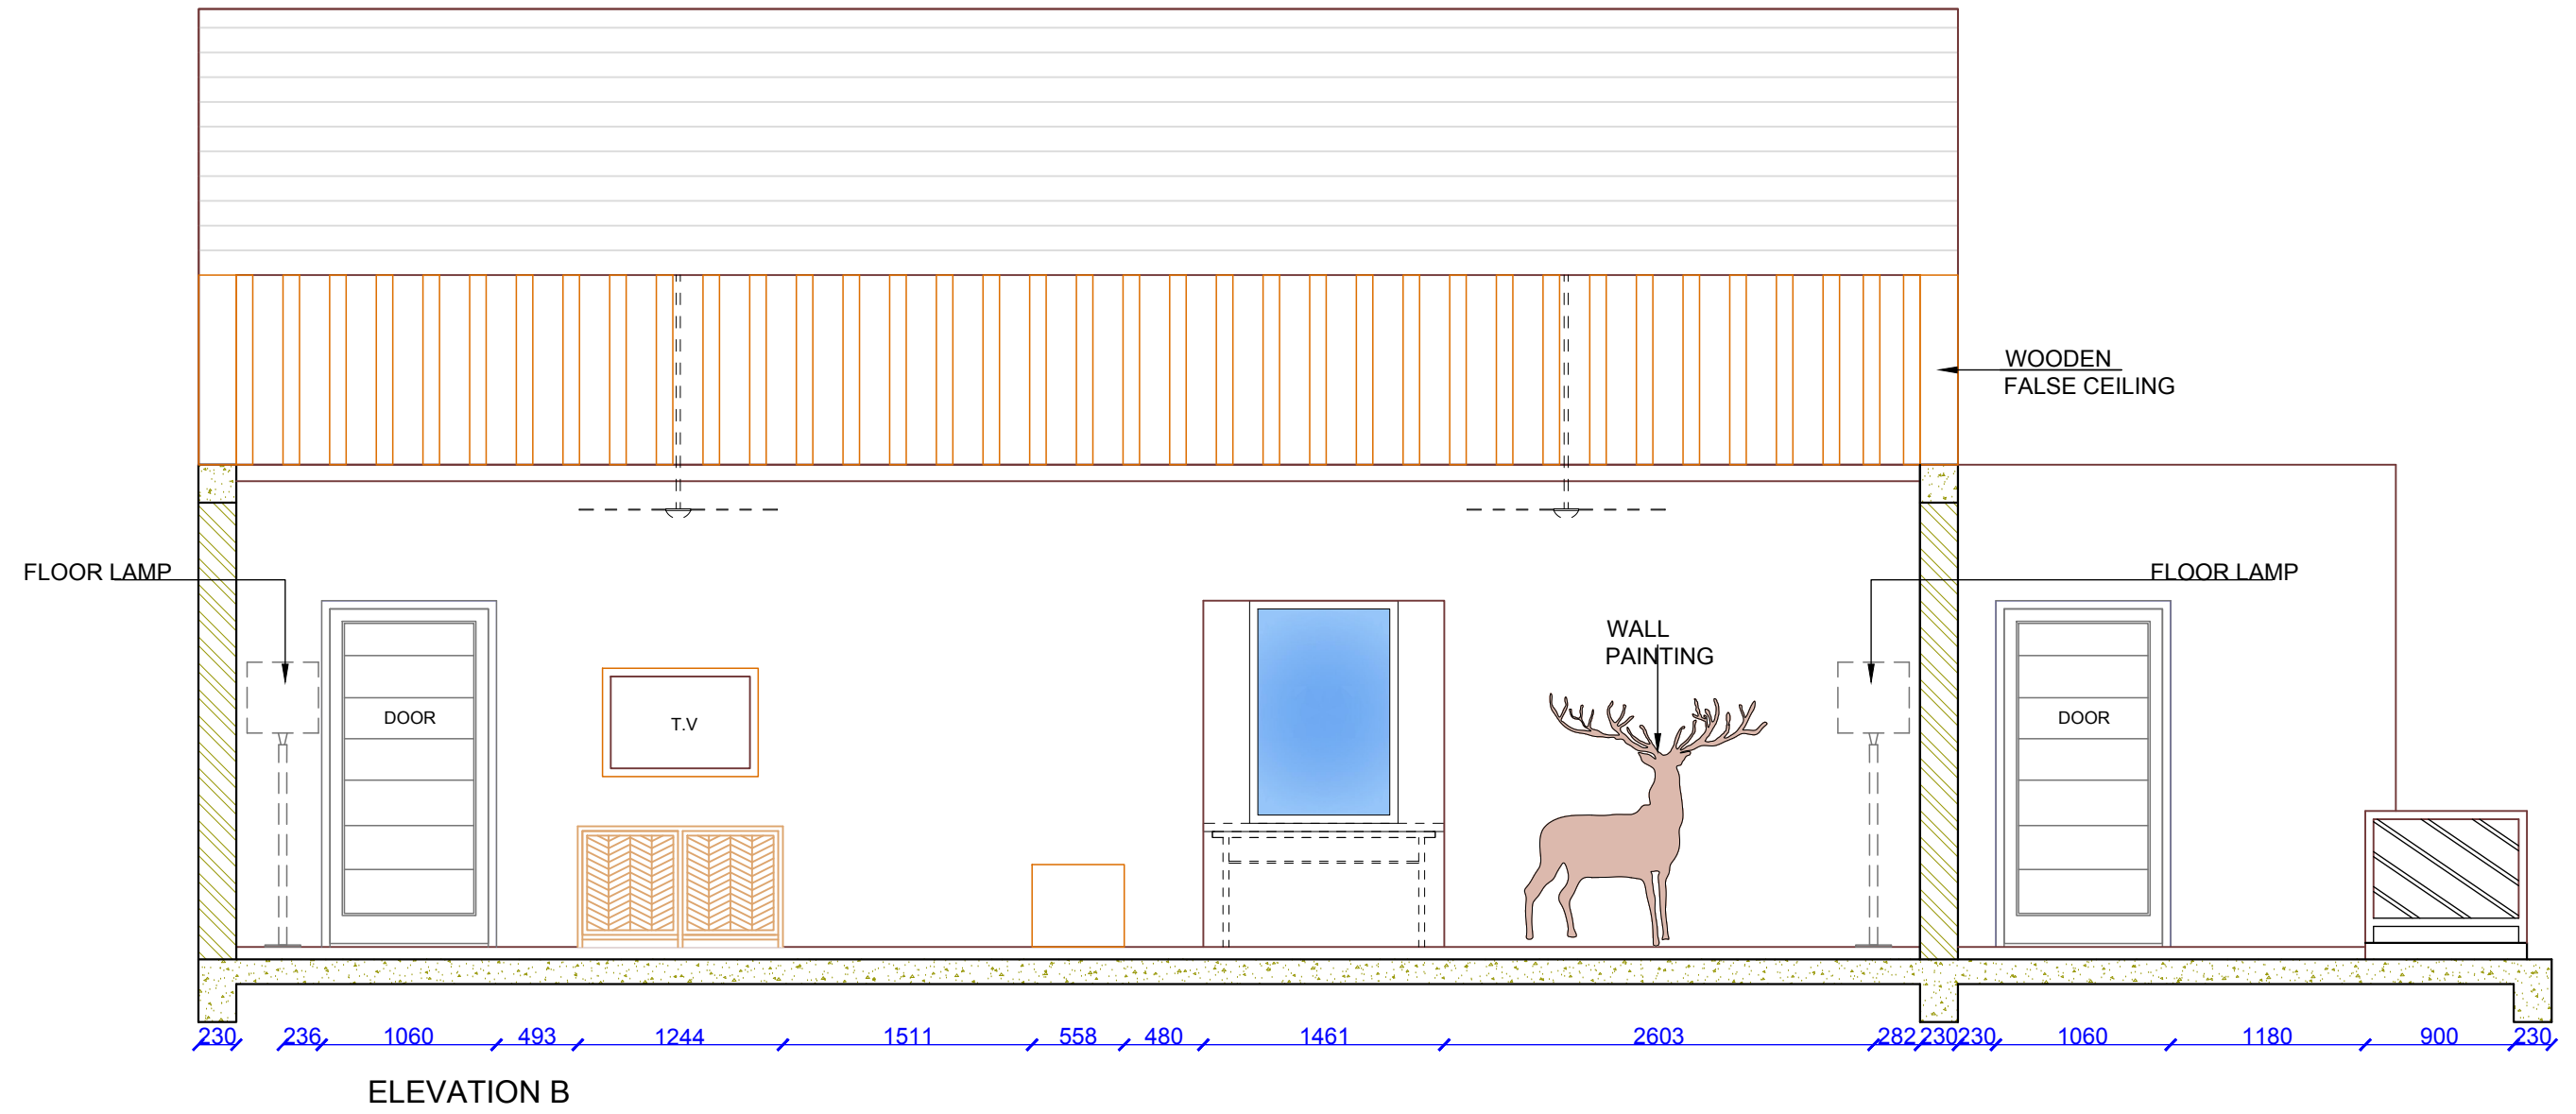 WOODEN
FALSE CEILING
FLOOR LAMP
FLOOR LAMP
WALL
PAINTING
DOOR
T.V
DOOR
230 236 1060 493 1244 1511 558 480 1461 2603 282 230 230 1060 1180 900 230
ELEVATION B